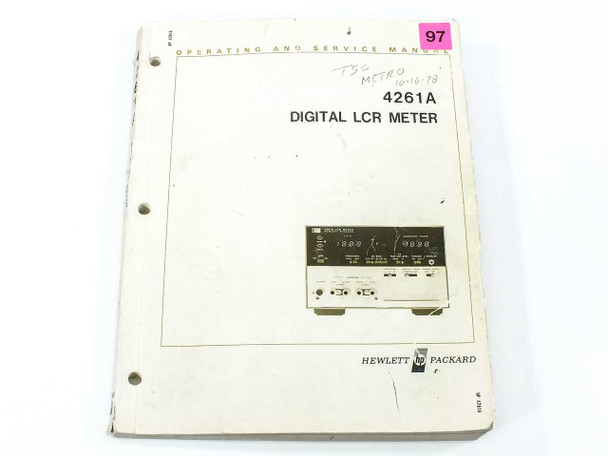 97
OPERATING AND SERVICE MANUAL
TSC
METRO
10-16-78
4261A
DIGITAL LCR METER
HEWLETT hp PACKARD